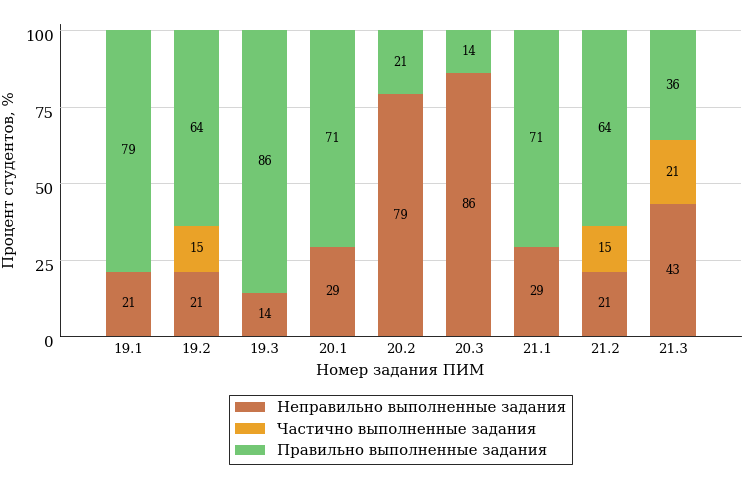 Процент студентов, %
100
75
50
25
0
79 64 86 71 21 14 71 64 36
15 15 21
21 21 14 29 79 86 29 21 43
19.1 19.2 19.3 20.1 20.2 20.3 21.1 21.2 21.3
Номер задания ПИМ
Неправильно выполненные задания
Частично выполненные задания
Правильно выполненные задания